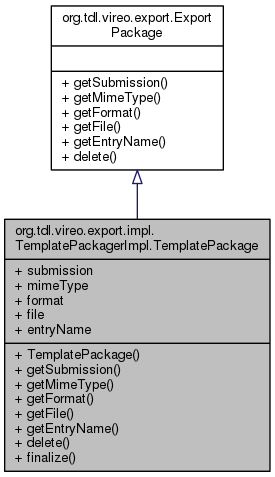 org.tdl.vireo.export.Export
Package
+ getSubmission()
+ getMimeType()
+ getFormat()
+ getFile()
+ getEntryName()
+ delete()
org.tdl.vireo.export.impl.
TemplatePackagerImpl.TemplatePackage
+ submission
+ mimeType
+ format
+ file
+ entryName
+ TemplatePackage()
+ getSubmission()
+ getMimeType()
+ getFormat()
+ getFile()
+ getEntryName()
+ delete()
+ finalize()